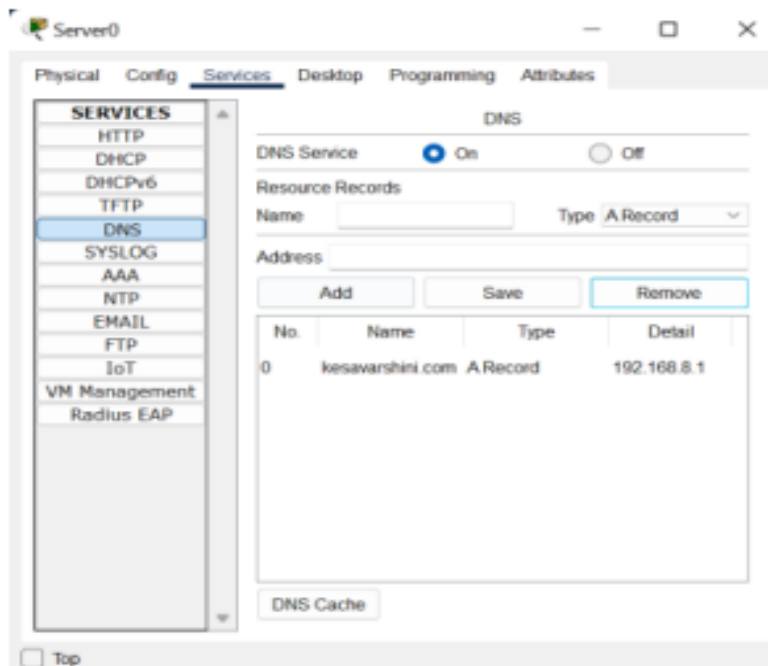 Server0
Physical Config Services Desktop Programming Attributes
SERVICES
HTTP
DHCP
DHCPv6
TFTP
DNS
SYSLOG
AAA
NTP
EMAIL
FTP
IoT
VM Management
Radius EAP
DNS
DNS Service On Off
Resource Records
Name Type A Record
Address
Add Save Remove
No. Name Type Detail
0 kesavarshini.com A Record 192.168.8.1
DNS Cache
Top